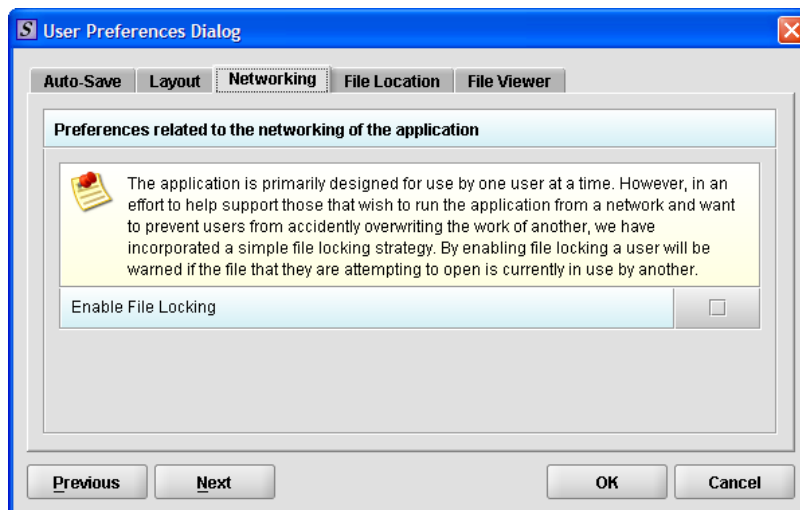 S User Preferences Dialog
Auto-Save Layout Networking File Location File Viewer
Preferences related to the networking of the application
The application is primarily designed for use by one user at a time. However, in an
effort to help support those that wish to run the application from a network and want
to prevent users from accidently overwriting the work of another, we have
incorporated a simple file locking strategy. By enabling file locking a user will be
warned if the file that they are attempting to open is currently in use by another.
Enable File Locking
Previous Next OK Cancel